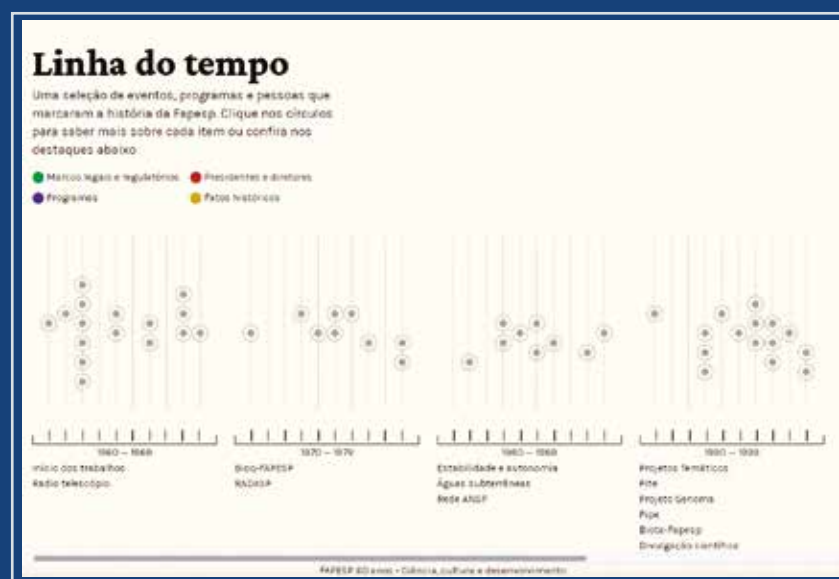 Linha do tempo
Uma seleção de eventos, programas e pessoas que
marcaram a história da Fapesp. Clique nos círculos
para saber mais sobre cada item ou confira nos
destaques abaixo
Marcos legais e regulatórios
Presidentes e diretores
Programas
Fatos históricos
1960 – 1969
Início dos trabalhos
Radio telescópio
1970 – 1979
Bioq-FAPESP
RADASP
1980 – 1989
Estabilidade e autonomia
Águas subterrâneas
Rede ANSP
1990 – 1999
Projetos Temáticos
Pite
Projeto Genoma
Pipe
Biota-Fapesp
Divulgação científica
FAPESP 60 anos • Ciência, cultura e desenvolvimento